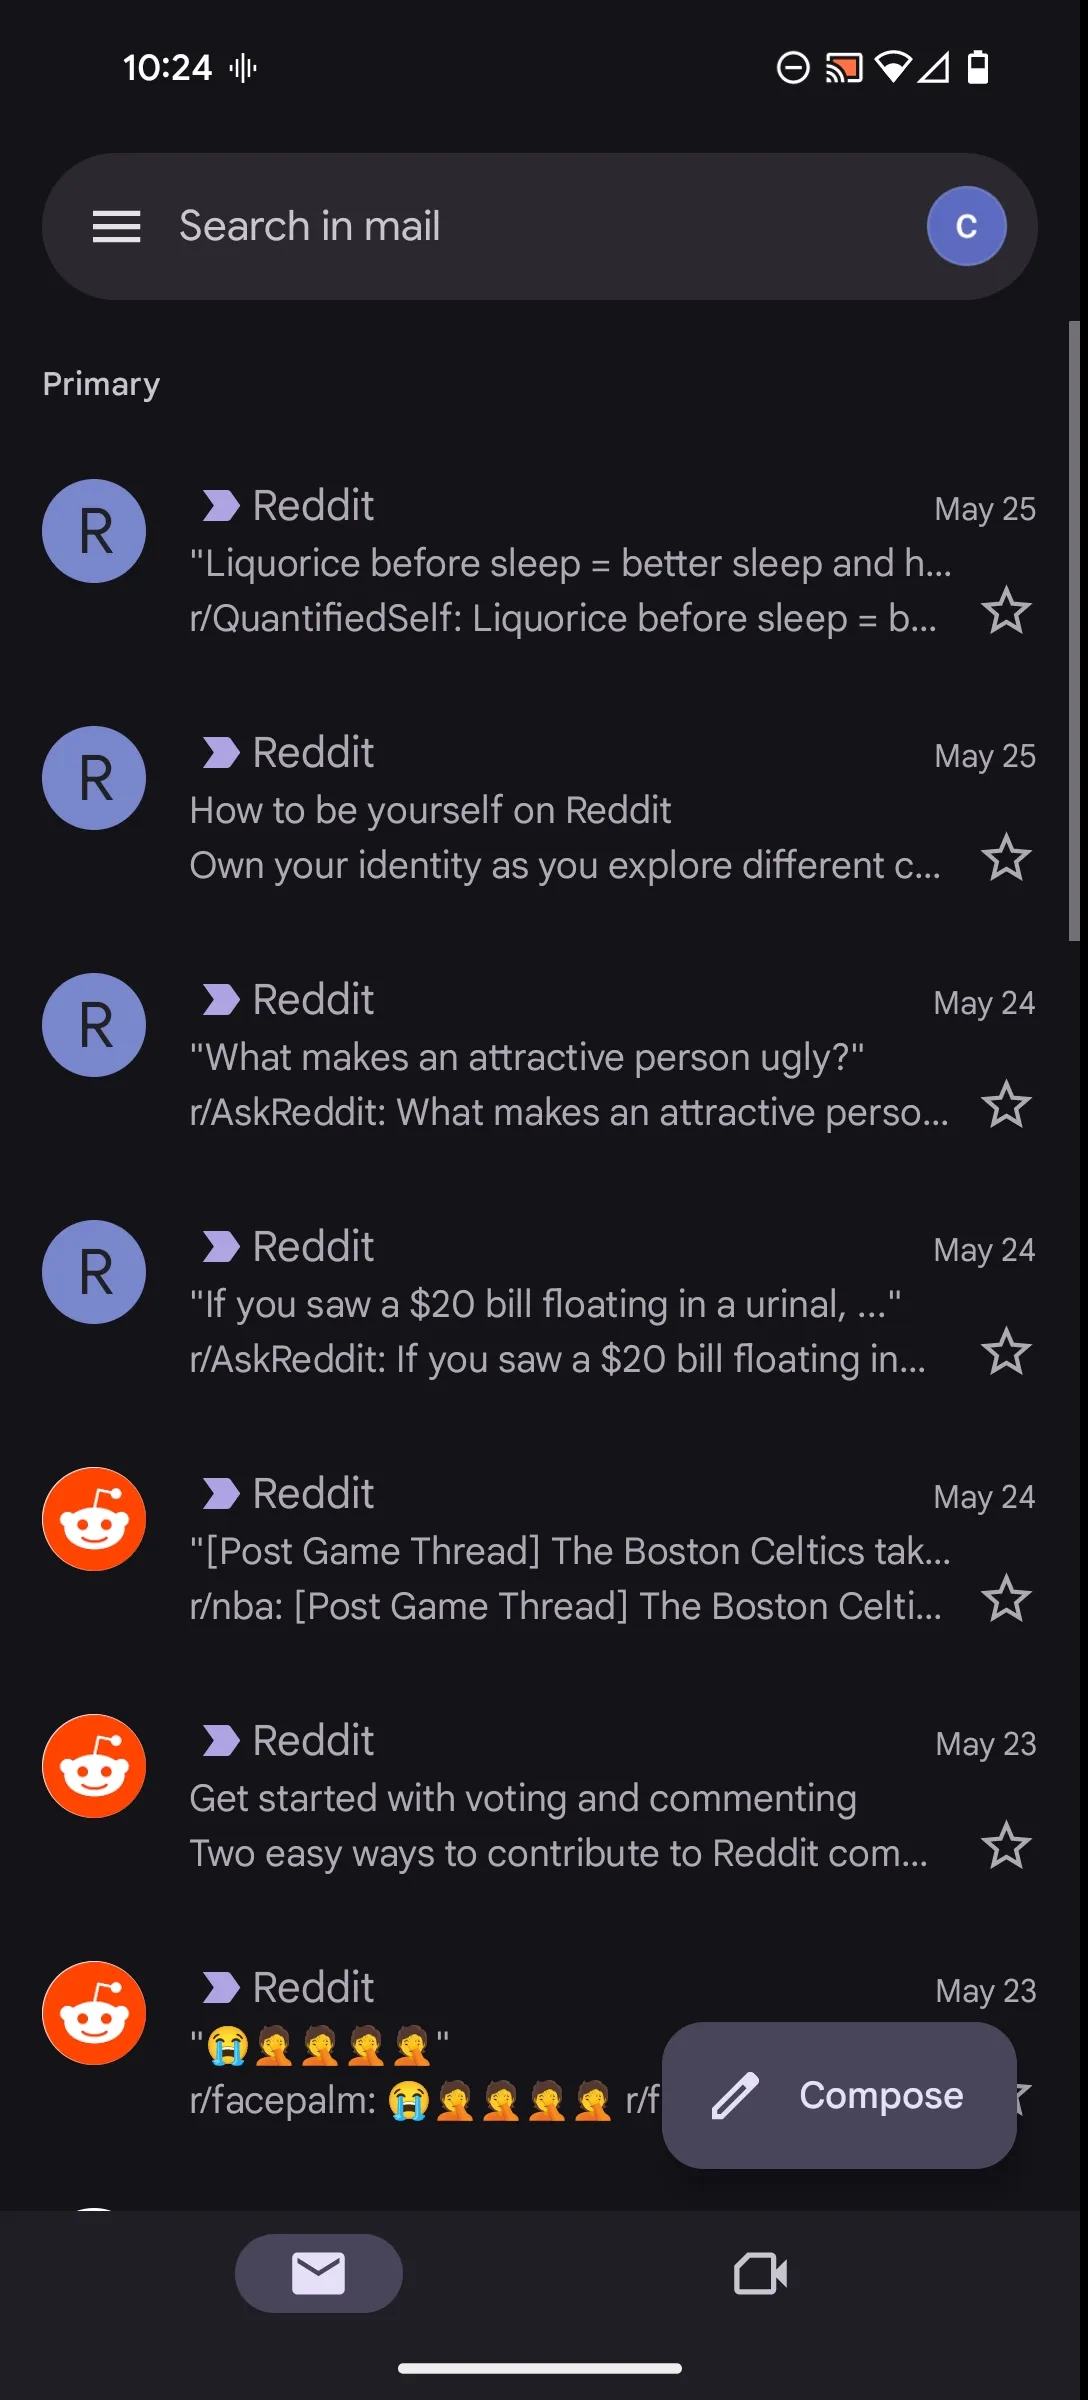 10:24
Search in mail
C
Primary
R
Reddit
May 25
"Liquorice before sleep = better sleep and h...
r/QuantifiedSelf: Liquorice before sleep = b...
R
Reddit
May 25
How to be yourself on Reddit
Own your identity as you explore different c...
R
Reddit
May 24
"What makes an attractive person ugly?"
r/AskReddit: What makes an attractive perso...
R
Reddit
May 24
"If you saw a $20 bill floating in a urinal, ..."
r/AskReddit: If you saw a $20 bill floating in...
Reddit
May 24
"[Post Game Thread] The Boston Celtics tak...
r/nba: [Post Game Thread] The Boston Celti...
Reddit
May 23
Get started with voting and commenting
Two easy ways to contribute to Reddit com...
Reddit
May 23
"😭🤦🤦🤦🤦"
r/facepalm: 😭🤦🤦🤦🤦 r/f
Compose